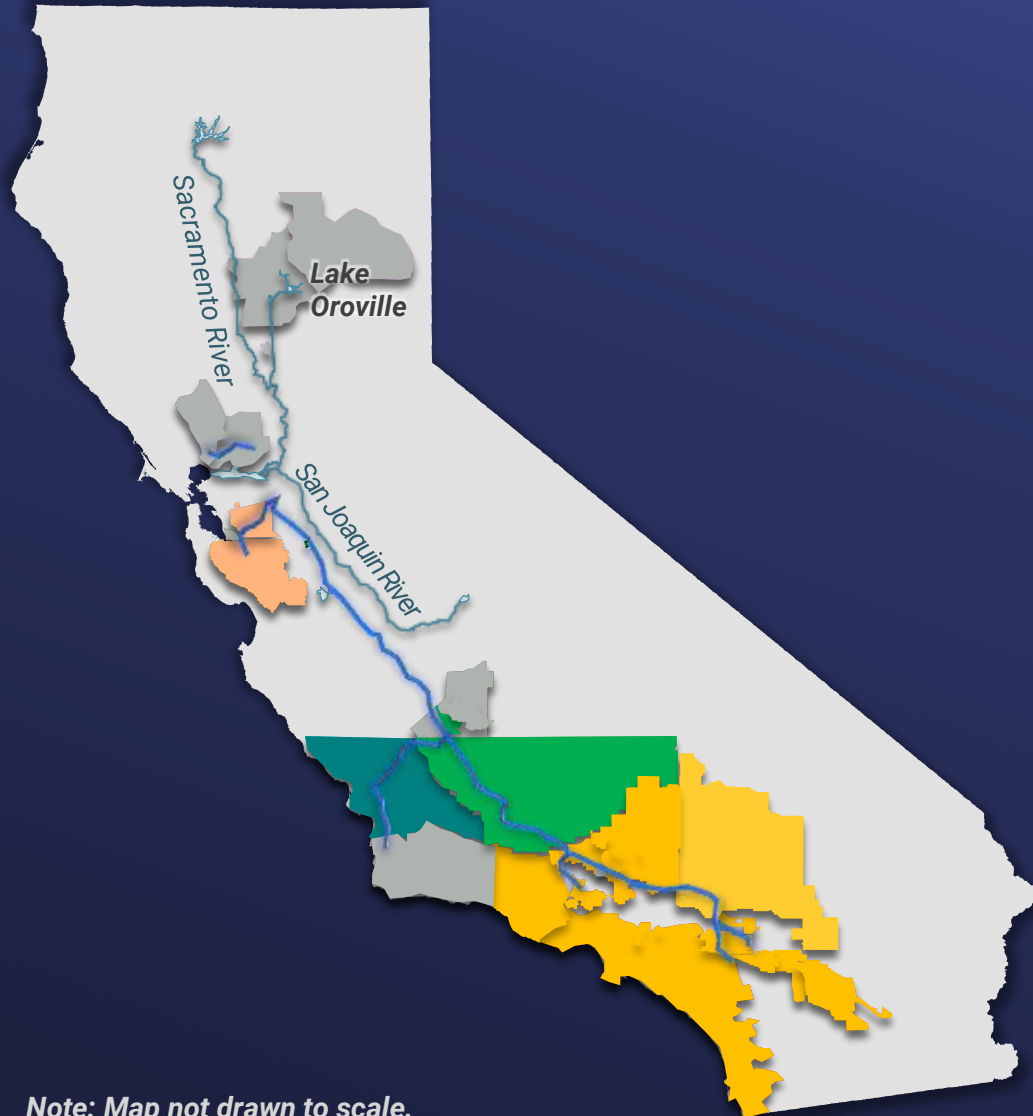 Sacramento River
Lake
Oroville
San Joaquin River
Note: Map not drawn to scale.